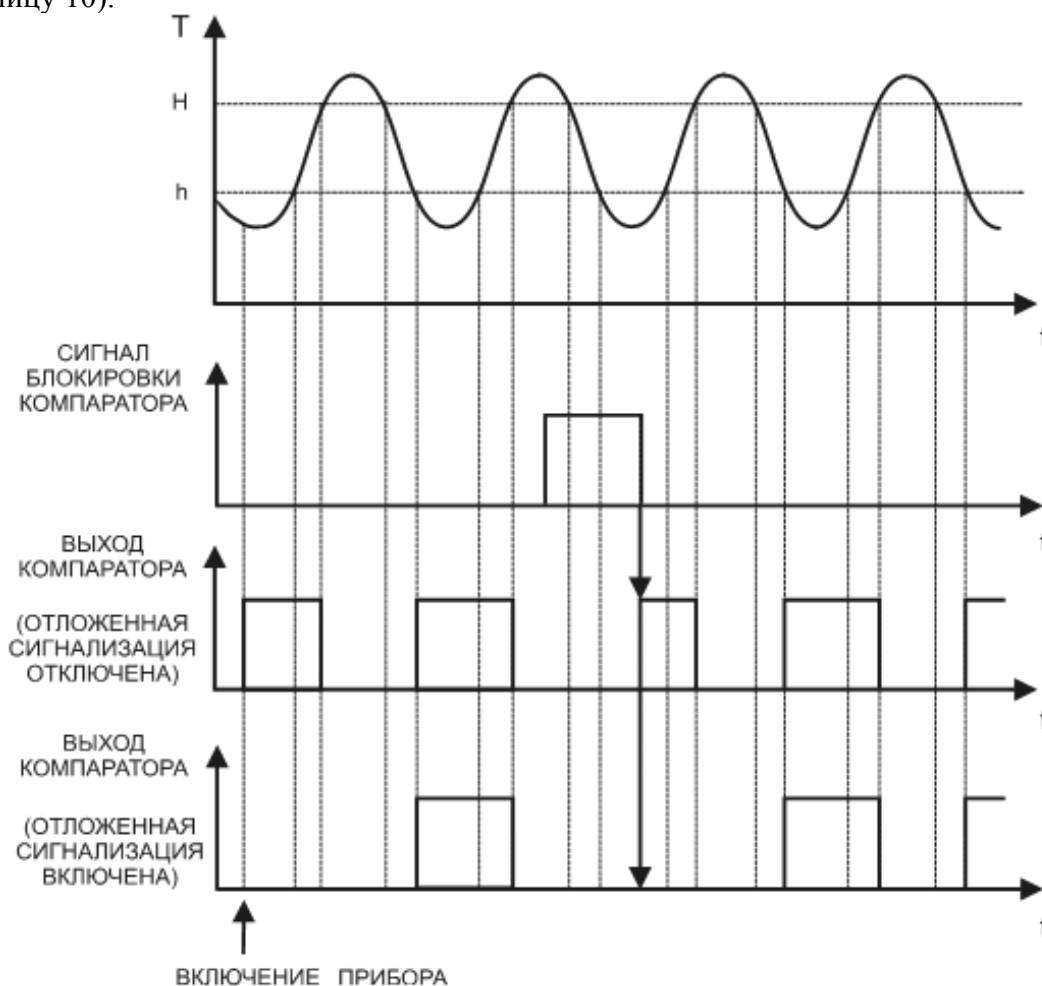 ницу 10).
T
H
h
t
СИГНАЛ
БЛОКИРОВКИ
КОМПАРАТОРА
t
ВЫХОД
КОМПАРАТОРА
(ОТЛОЖЕННАЯ
СИГНАЛИЗАЦИЯ
ОТКЛЮЧЕНА)
t
ВЫХОД
КОМПАРАТОРА
(ОТЛОЖЕННАЯ
СИГНАЛИЗАЦИЯ
ВКЛЮЧЕНА)
t
ВКЛЮЧЕНИЕ ПРИБОРА